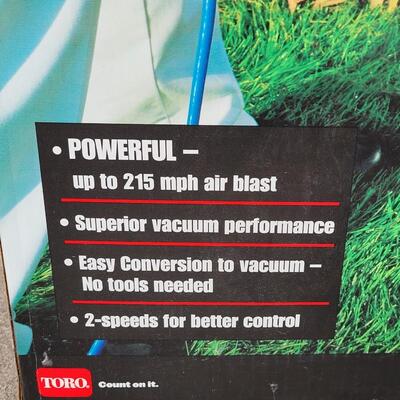 • POWERFUL –
up to 215 mph air blast
• Superior vacuum performance
• Easy Conversion to vacuum –
No tools needed
• 2-speeds for better control
TORO. Count on it.